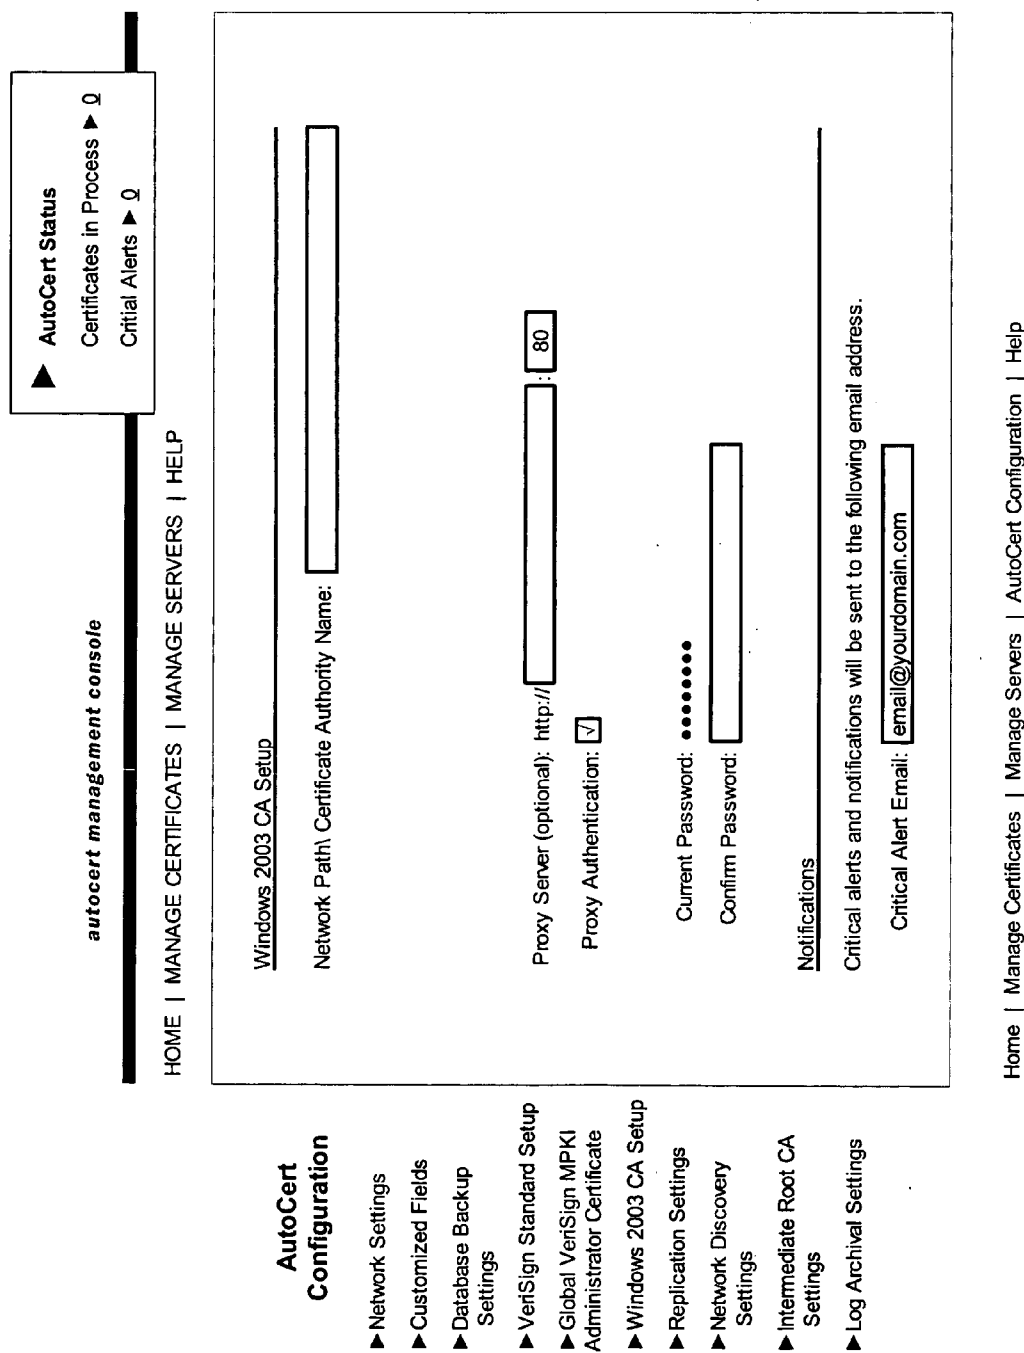 autocert management console
▶ AutoCert Status
Certificates in Process ▶ 0
Critial Alerts ▶ 0
HOME | MANAGE CERTIFICATES | MANAGE SERVERS | HELP
AutoCert
Configuration
▶ Network Settings
▶ Customized Fields
▶ Database Backup
Settings
▶ VeriSign Standard Setup
▶ Global VeriSign MPKI
Administrator Certificate
▶ Windows 2003 CA Setup
▶ Replication Settings
▶ Network Discovery
Settings
▶ Intermediate Root CA
Settings
▶ Log Archival Settings
Windows 2003 CA Setup
Network Path\ Certificate Authority Name:
Proxy Server (optional): http:// : 80
Proxy Authentication: √
Current Password: ••••••••
Confirm Password:
Notifications
Critical alerts and notifications will be sent to the following email address.
Critical Alert Email: email@yourdomain.com
Home | Manage Certificates | Manage Servers | AutoCert Configuration | Help